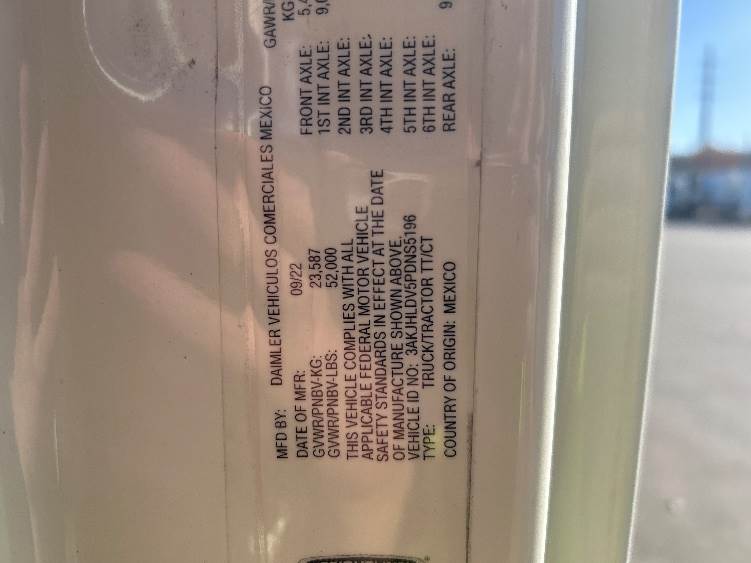 MFD BY: DAIMLER VEHICULOS COMERCIALES MEXICO GAWR/
DATE OF MFR: 09/22 KG
GVWR/PNBV-KG: 23,587 FRONT AXLE:
GVWR/PNBV-LBS: 52,000 1ST INT AXLE:
THIS VEHICLE COMPLIES WITH ALL 2ND INT AXLE:
APPLICABLE FEDERAL MOTOR VEHICLE 3RD INT AXLE:
SAFETY STANDARDS IN EFFECT AT THE DATE 4TH INT AXLE:
OF MANUFACTURE SHOWN ABOVE.
VEHICLE ID NO: 3AKJHLDV5PDNS5196 5TH INT AXLE:
TYPE: TRUCK/TRACTOR TT/CT 6TH INT AXLE:
COUNTRY OF ORIGIN: MEXICO REAR AXLE: 9